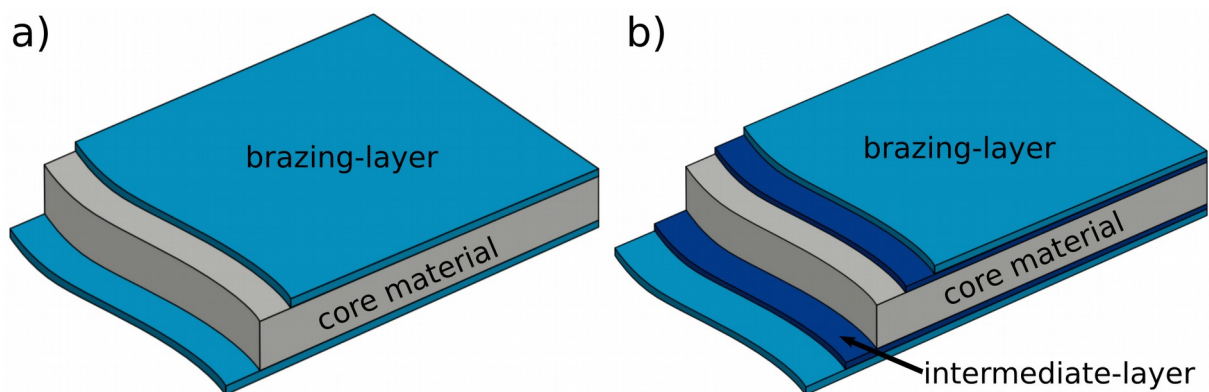 a)
brazing-layer
core material
b)
brazing-layer
core material
intermediate-layer